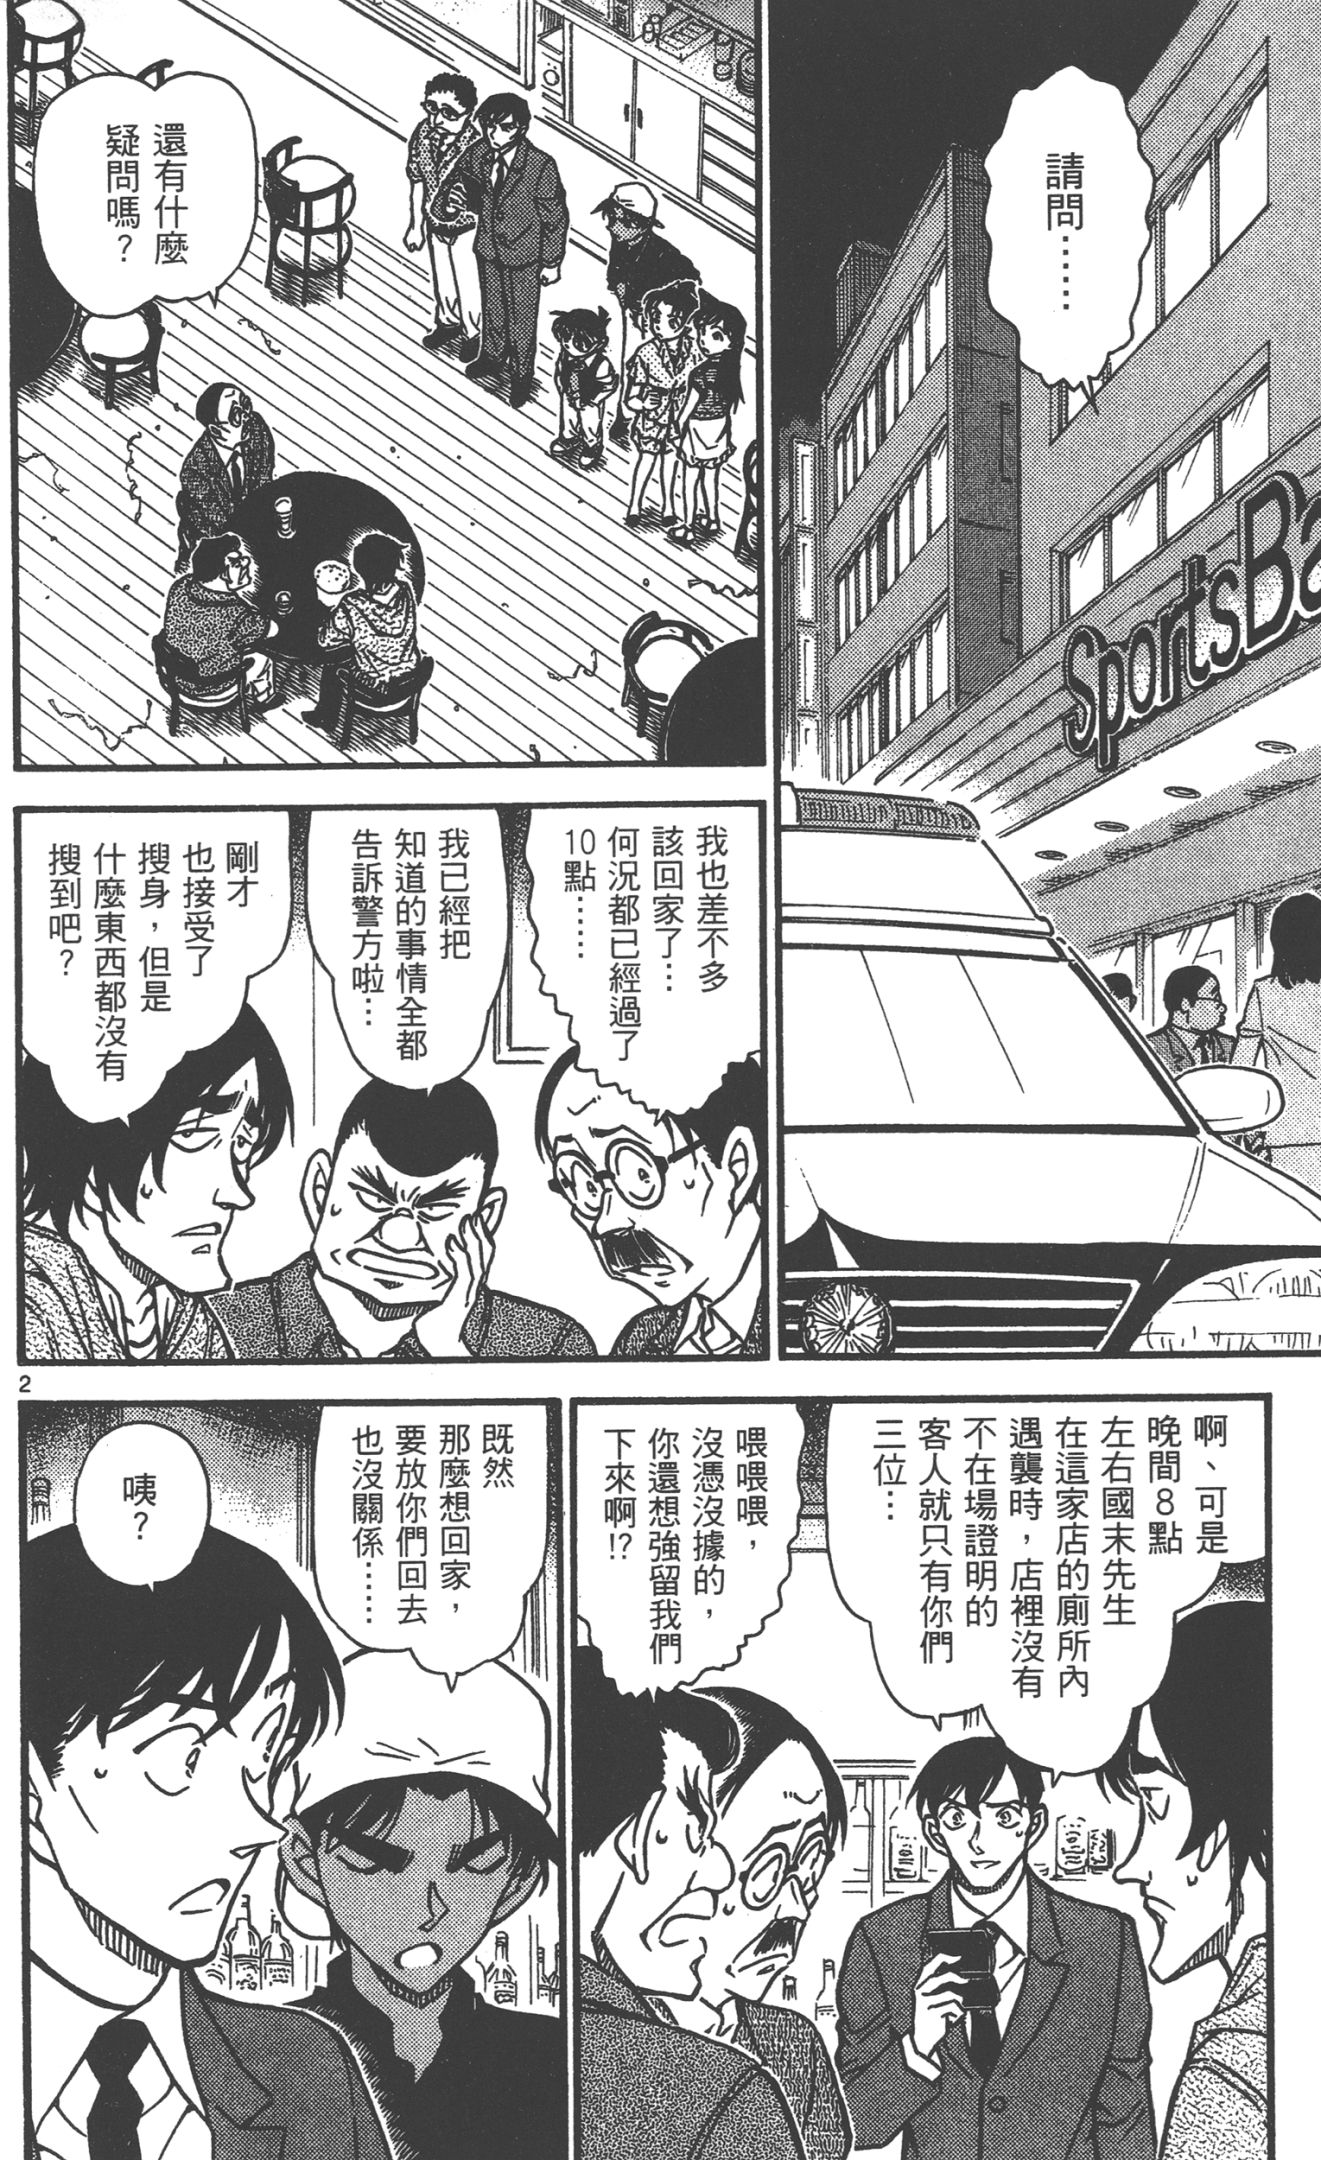 請問……
SportsBa
還有什麼
疑問嗎？
我也差不多
該回家了…
何況都已經過了
10點……
我已經把
知道的事情全都
告訴警方啦…
剛才
也接受了
搜身，但是
什麼東西都沒有
搜到吧？
啊、可是
晚間8點
左右國末先生
在這家店的廁所內
遇襲時，店裡沒有
不在場證明的
客人就只有你們
三位…
喂喂喂，
沒憑沒據的，
你還想強留我們
下來啊!?
既然
那麼想回家，
要放你們回去
也沒關係……
咦？
2